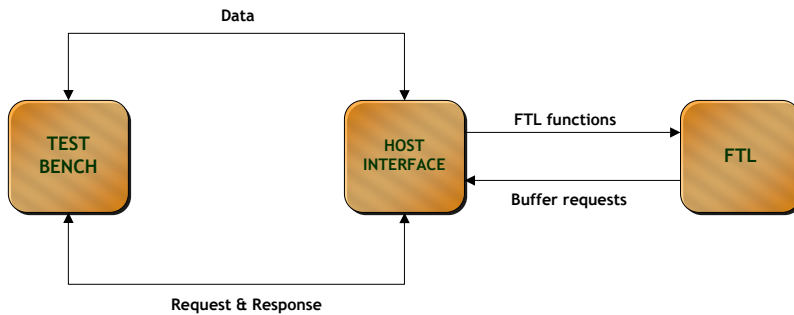 Data
TEST
BENCH
HOST
INTERFACE
FTL functions
FTL
Buffer requests
Request & Response